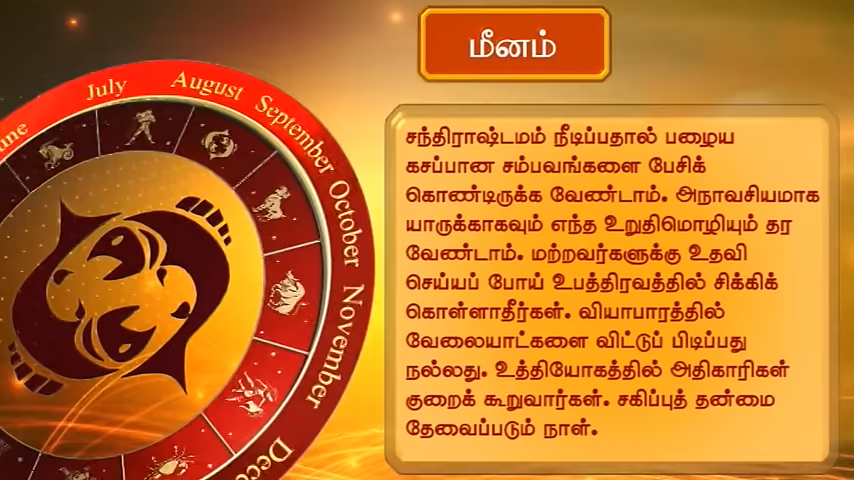 மீனம்
சந்திராஷ்டமம் நீடிப்பதால் பழைய
கசப்பான சம்பவங்களை பேசிக்
கொண்டிருக்க வேண்டாம். அநாவசியமாக
யாருக்காகவும் எந்த உறுதிமொழியும் தர
வேண்டாம். மற்றவர்களுக்கு உதவி
செய்யப் போய் உபத்திரவத்தில் சிக்கிக்
கொள்ளாதீர்கள். வியாபாரத்தில்
வேலையாட்களை விட்டுப் பிடிப்பது
நல்லது. உத்தியோகத்தில் அதிகாரிகள்
குறைக் கூறுவார்கள். சகிப்புத் தன்மை
தேவைப்படும் நாள்.
July
August
September
October
November